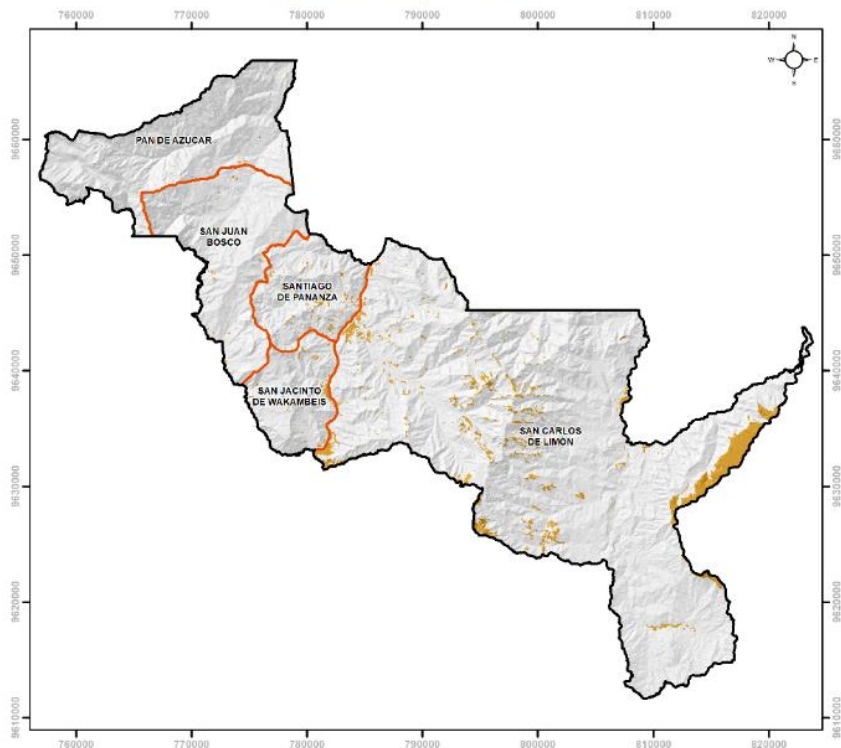 760000 770000 780000 790000 800000 810000 820000
N
W E
S
9660000 9660000
PAN DE AZUCAR
SAN JUAN
BOSCO
9650000 9650000
SANTIAGO
DE PANANZA
9640000 9640000
SAN JACINTO
DE WAKAMBEIS
SAN CARLOS
DE LIMÓN
9630000 9630000
9620000 9620000
9610000 9610000
760000 770000 780000 790000 800000 810000 820000